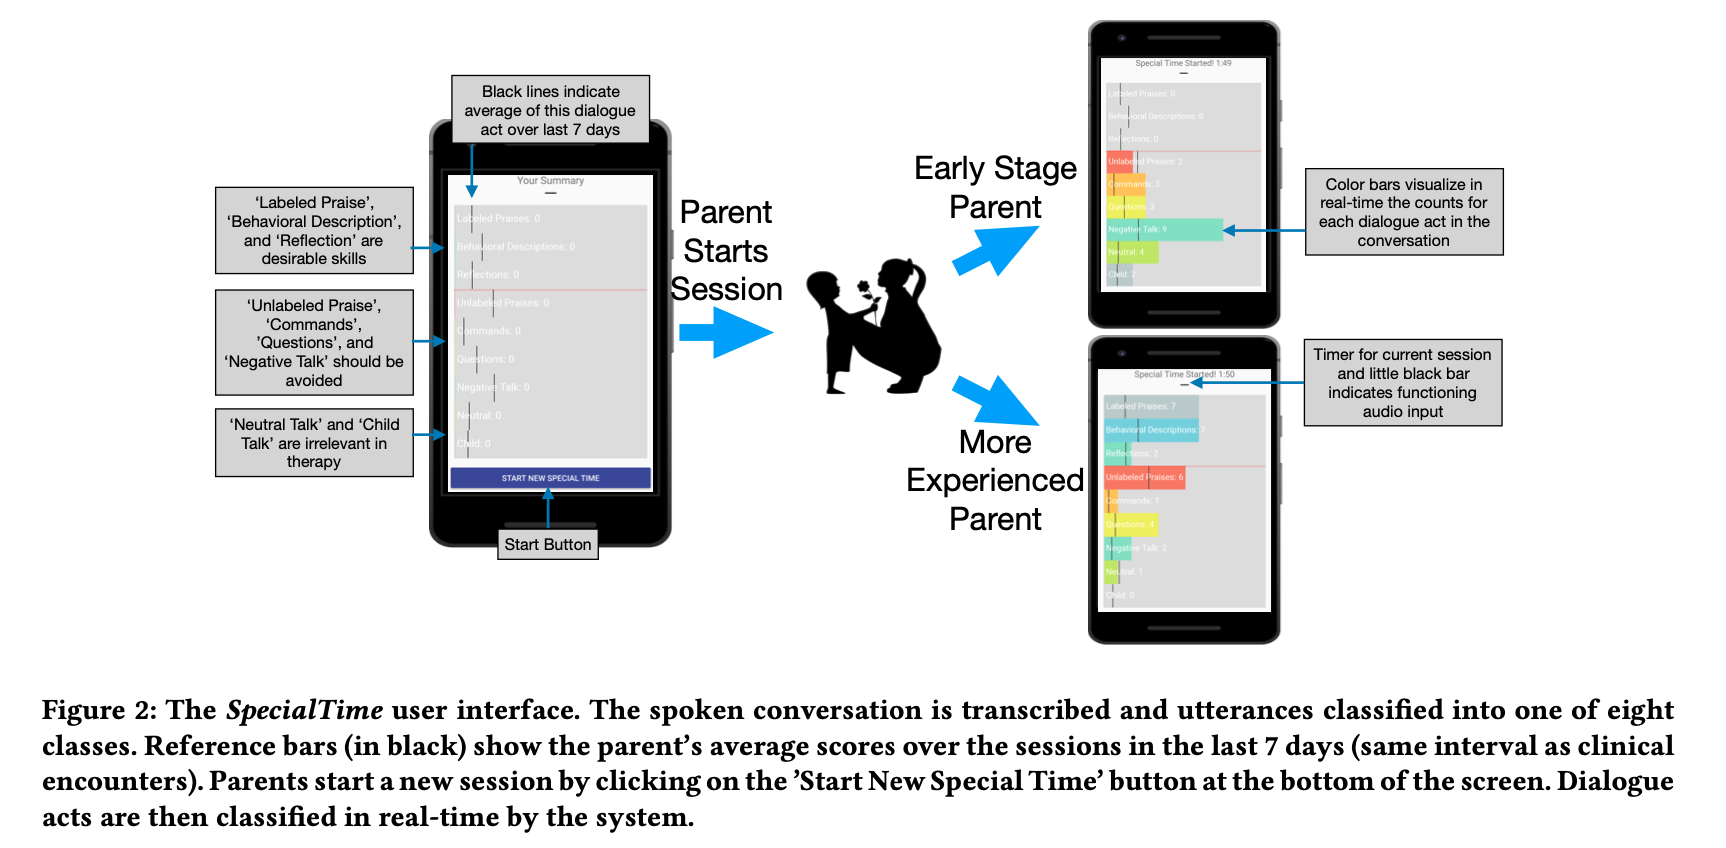 Black lines indicate
average of this dialogue
act over last 7 days
‘Labeled Praise’,
‘Behavioral Description’,
and ‘Reflection’ are
desirable skills
‘Unlabeled Praise’,
‘Commands’,
’Questions’, and
‘Negative Talk’ should be
avoided
‘Neutral Talk’ and ‘Child
Talk’ are irrelevant in
therapy
Your Summary
Labeled Praises: 0
Behavioral Descriptions: 0
Reflections: 0
Unlabeled Praises: 0
Commands: 0
Questions: 0
Negative Talk: 0
Neutral: 0
Child: 0
START NEW SPECIAL TIME
Start Button
Parent
Starts
Session
Early Stage
Parent
More
Experienced
Parent
Special Time Started! 1:49
Labeled Praises: 0
Behavioral Descriptions: 0
Reflections: 0
Unlabeled Praises: 2
Commands: 3
Questions: 3
Negative Talk: 9
Neutral: 4
Child: 2
Color bars visualize in
real-time the counts for
each dialogue act in the
conversation
Special Time Started! 1:50
Labeled Praises: 7
Behavioral Descriptions: 7
Reflections: 2
Unlabeled Praises: 6
Commands: 1
Questions: 4
Negative Talk: 2
Neutral: 1
Child: 0
Timer for current session
and little black bar
indicates functioning
audio input
Figure 2: The SpecialTime user interface. The spoken conversation is transcribed and utterances classified into one of eight
classes. Reference bars (in black) show the parent’s average scores over the sessions in the last 7 days (same interval as clinical
encounters). Parents start a new session by clicking on the ’Start New Special Time’ button at the bottom of the screen. Dialogue
acts are then classified in real-time by the system.